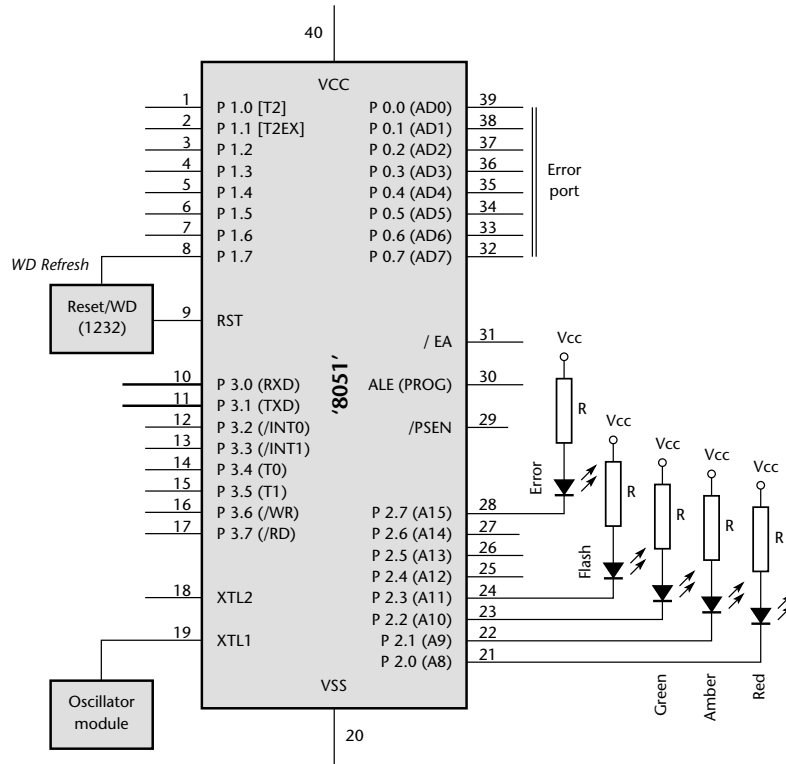 40
VCC
1
P 1.0 [T2]
P 0.0 (AD0)
39
2
P 1.1 [T2EX]
P 0.1 (AD1)
38
3
P 1.2
P 0.2 (AD2)
37
4
P 1.3
P 0.3 (AD3)
36
5
P 1.4
P 0.4 (AD4)
35
6
P 1.5
P 0.5 (AD5)
34
7
P 1.6
P 0.6 (AD6)
33
8
P 1.7
P 0.7 (AD7)
32
Error
port
WD Refresh
Reset/WD
(1232)
9
RST
/ EA
31
'8051'
10
P 3.0 (RXD)
ALE (PROG)
30
11
P 3.1 (TXD)
12
P 3.2 (/INT0)
/PSEN
29
13
P 3.3 (/INT1)
14
P 3.4 (T0)
15
P 3.5 (T1)
16
P 3.6 (/WR)
17
P 3.7 (/RD)
P 2.7 (A15)
28
P 2.6 (A14)
27
P 2.5 (A13)
26
P 2.4 (A12)
25
P 2.3 (A11)
24
P 2.2 (A10)
23
P 2.1 (A9)
22
P 2.0 (A8)
21
18
XTL2
19
XTL1
Oscillator
module
VSS
20
Vcc
R
Error
Vcc
R
Flash
Vcc
R
Green
Vcc
R
Amber
Vcc
R
Red